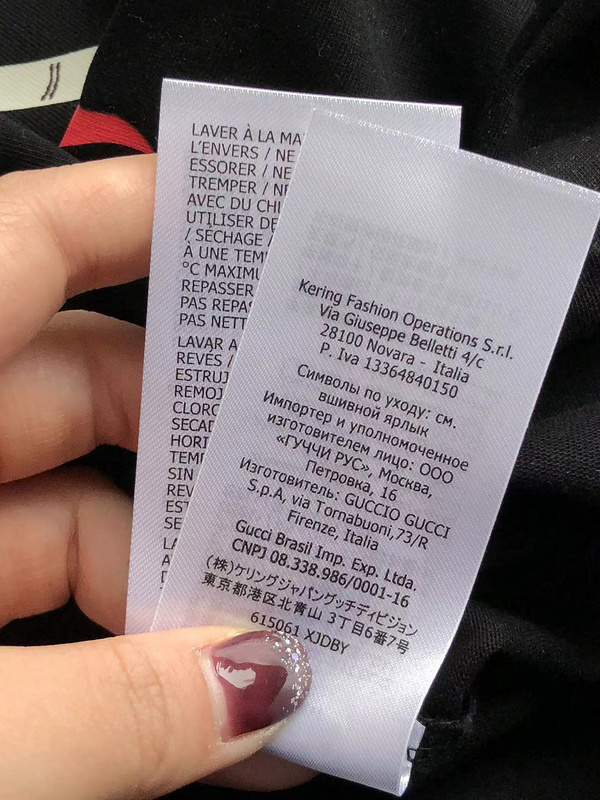 LAVER À LA MA
L'ENVERS / NE
ESSORER / NE
TREMPER / NE
AVEC DU CH
UTILISER DE
/ SÉCHAGE
À UNE TEM
°C MAXIMU
REPASSER
PAS REPAS
PAS NETT
LAVAR A
REVÉS /
ESTRUJ
REMOJ
CLORO
SECAD
HORI
TEMP
SIN
REV
EST
SE
LA
Kering Fashion Operations S.r.l.
Via Giuseppe Belletti 4/c
28100 Novara - Italia
P. Iva 13364840150
Символы по уходу: см.
вшивной ярлык
Импортер и уполномоченное
изготовителем лицо: ООО
«ГУЧЧИ РУС», Москва,
Петровка, 16
Изготовитель: GUCCIO GUCCI
S.p.A, via Tornabuoni,73/R
Firenze, Italia
Gucci Brasil Imp. Exp. Ltda.
CNPJ 08.338.986/0001-16
(株)ケリングジャパングッチディビジョン
東京都港区北青山 3丁目6番7号
615061 XJDBY